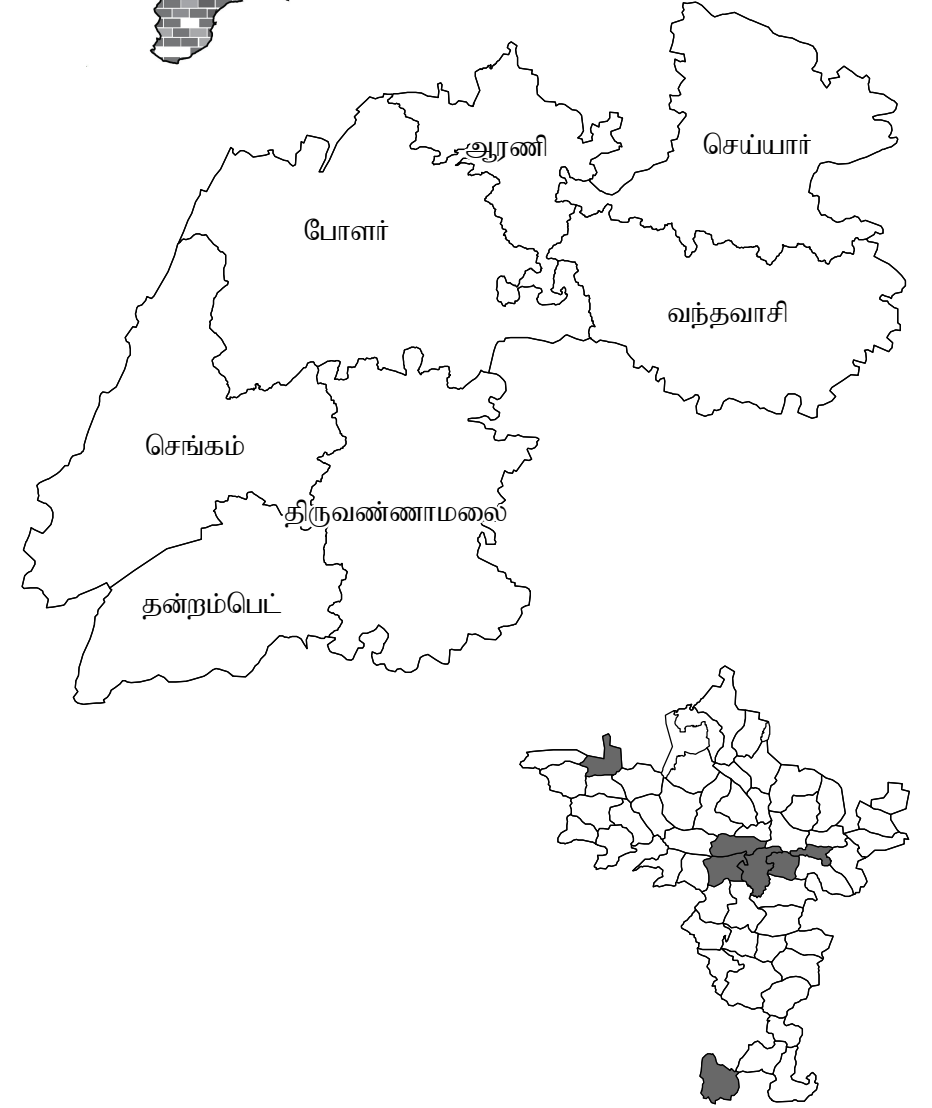 ஆரணி
செய்யார்
போளர்
வந்தவாசி
செங்கம்
திருவண்ணாமலை
தன்றம்பெட்